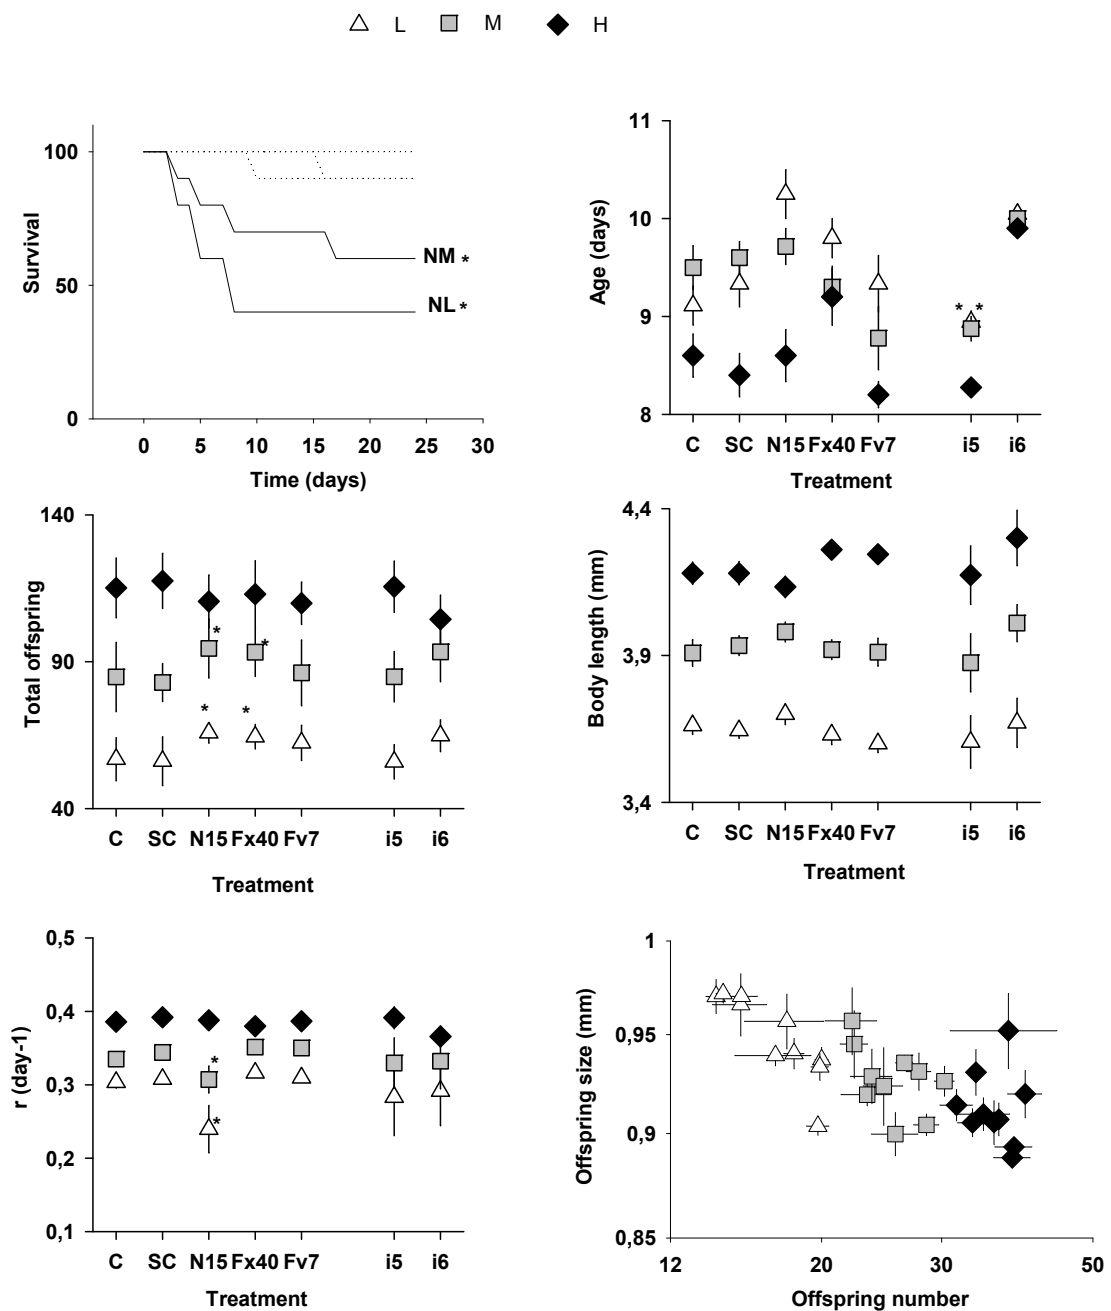 L M H
100
50
0
Survival
NM *
NL *
0 5 10 15 20 25 30
Time (days)
11
10
9
8
Age (days)
* *
C SC N15 Fx40 Fv7 i5 i6
Treatment
140
90
40
Total offspring
* *
* *
C SC N15 Fx40 Fv7 i5 i6
Treatment
4,4
3,9
3,4
Body length (mm)
C SC N15 Fx40 Fv7 i5 i6
Treatment
0,5
0,4
0,3
0,2
0,1
r (day-1)
*
*
C SC N15 Fx40 Fv7 i5 i6
Treatment
1
0,95
0,9
0,85
Offspring size (mm)
12 20 30 50
Offspring number